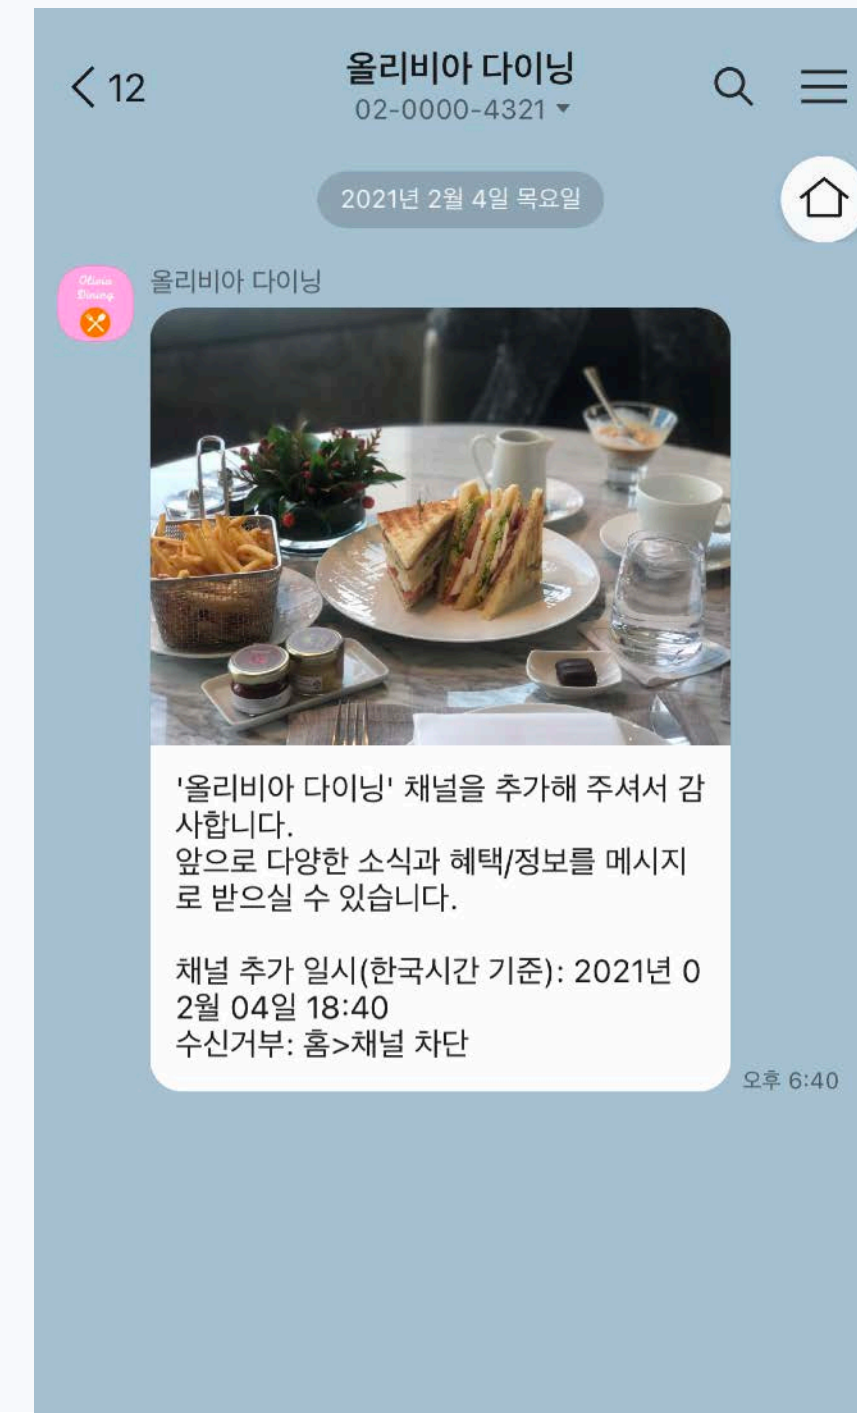 12
올리비아 다이닝
02-0000-4321
2021년 2월 4일 목요일
Olivia
Dining
올리비아 다이닝
'올리비아 다이닝' 채널을 추가해 주셔서 감
사합니다.
앞으로 다양한 소식과 혜택/정보를 메시지
로 받으실 수 있습니다.
채널 추가 일시(한국시간 기준): 2021년 0
2월 04일 18:40
수신거부: 홈>채널 차단
오후 6:40